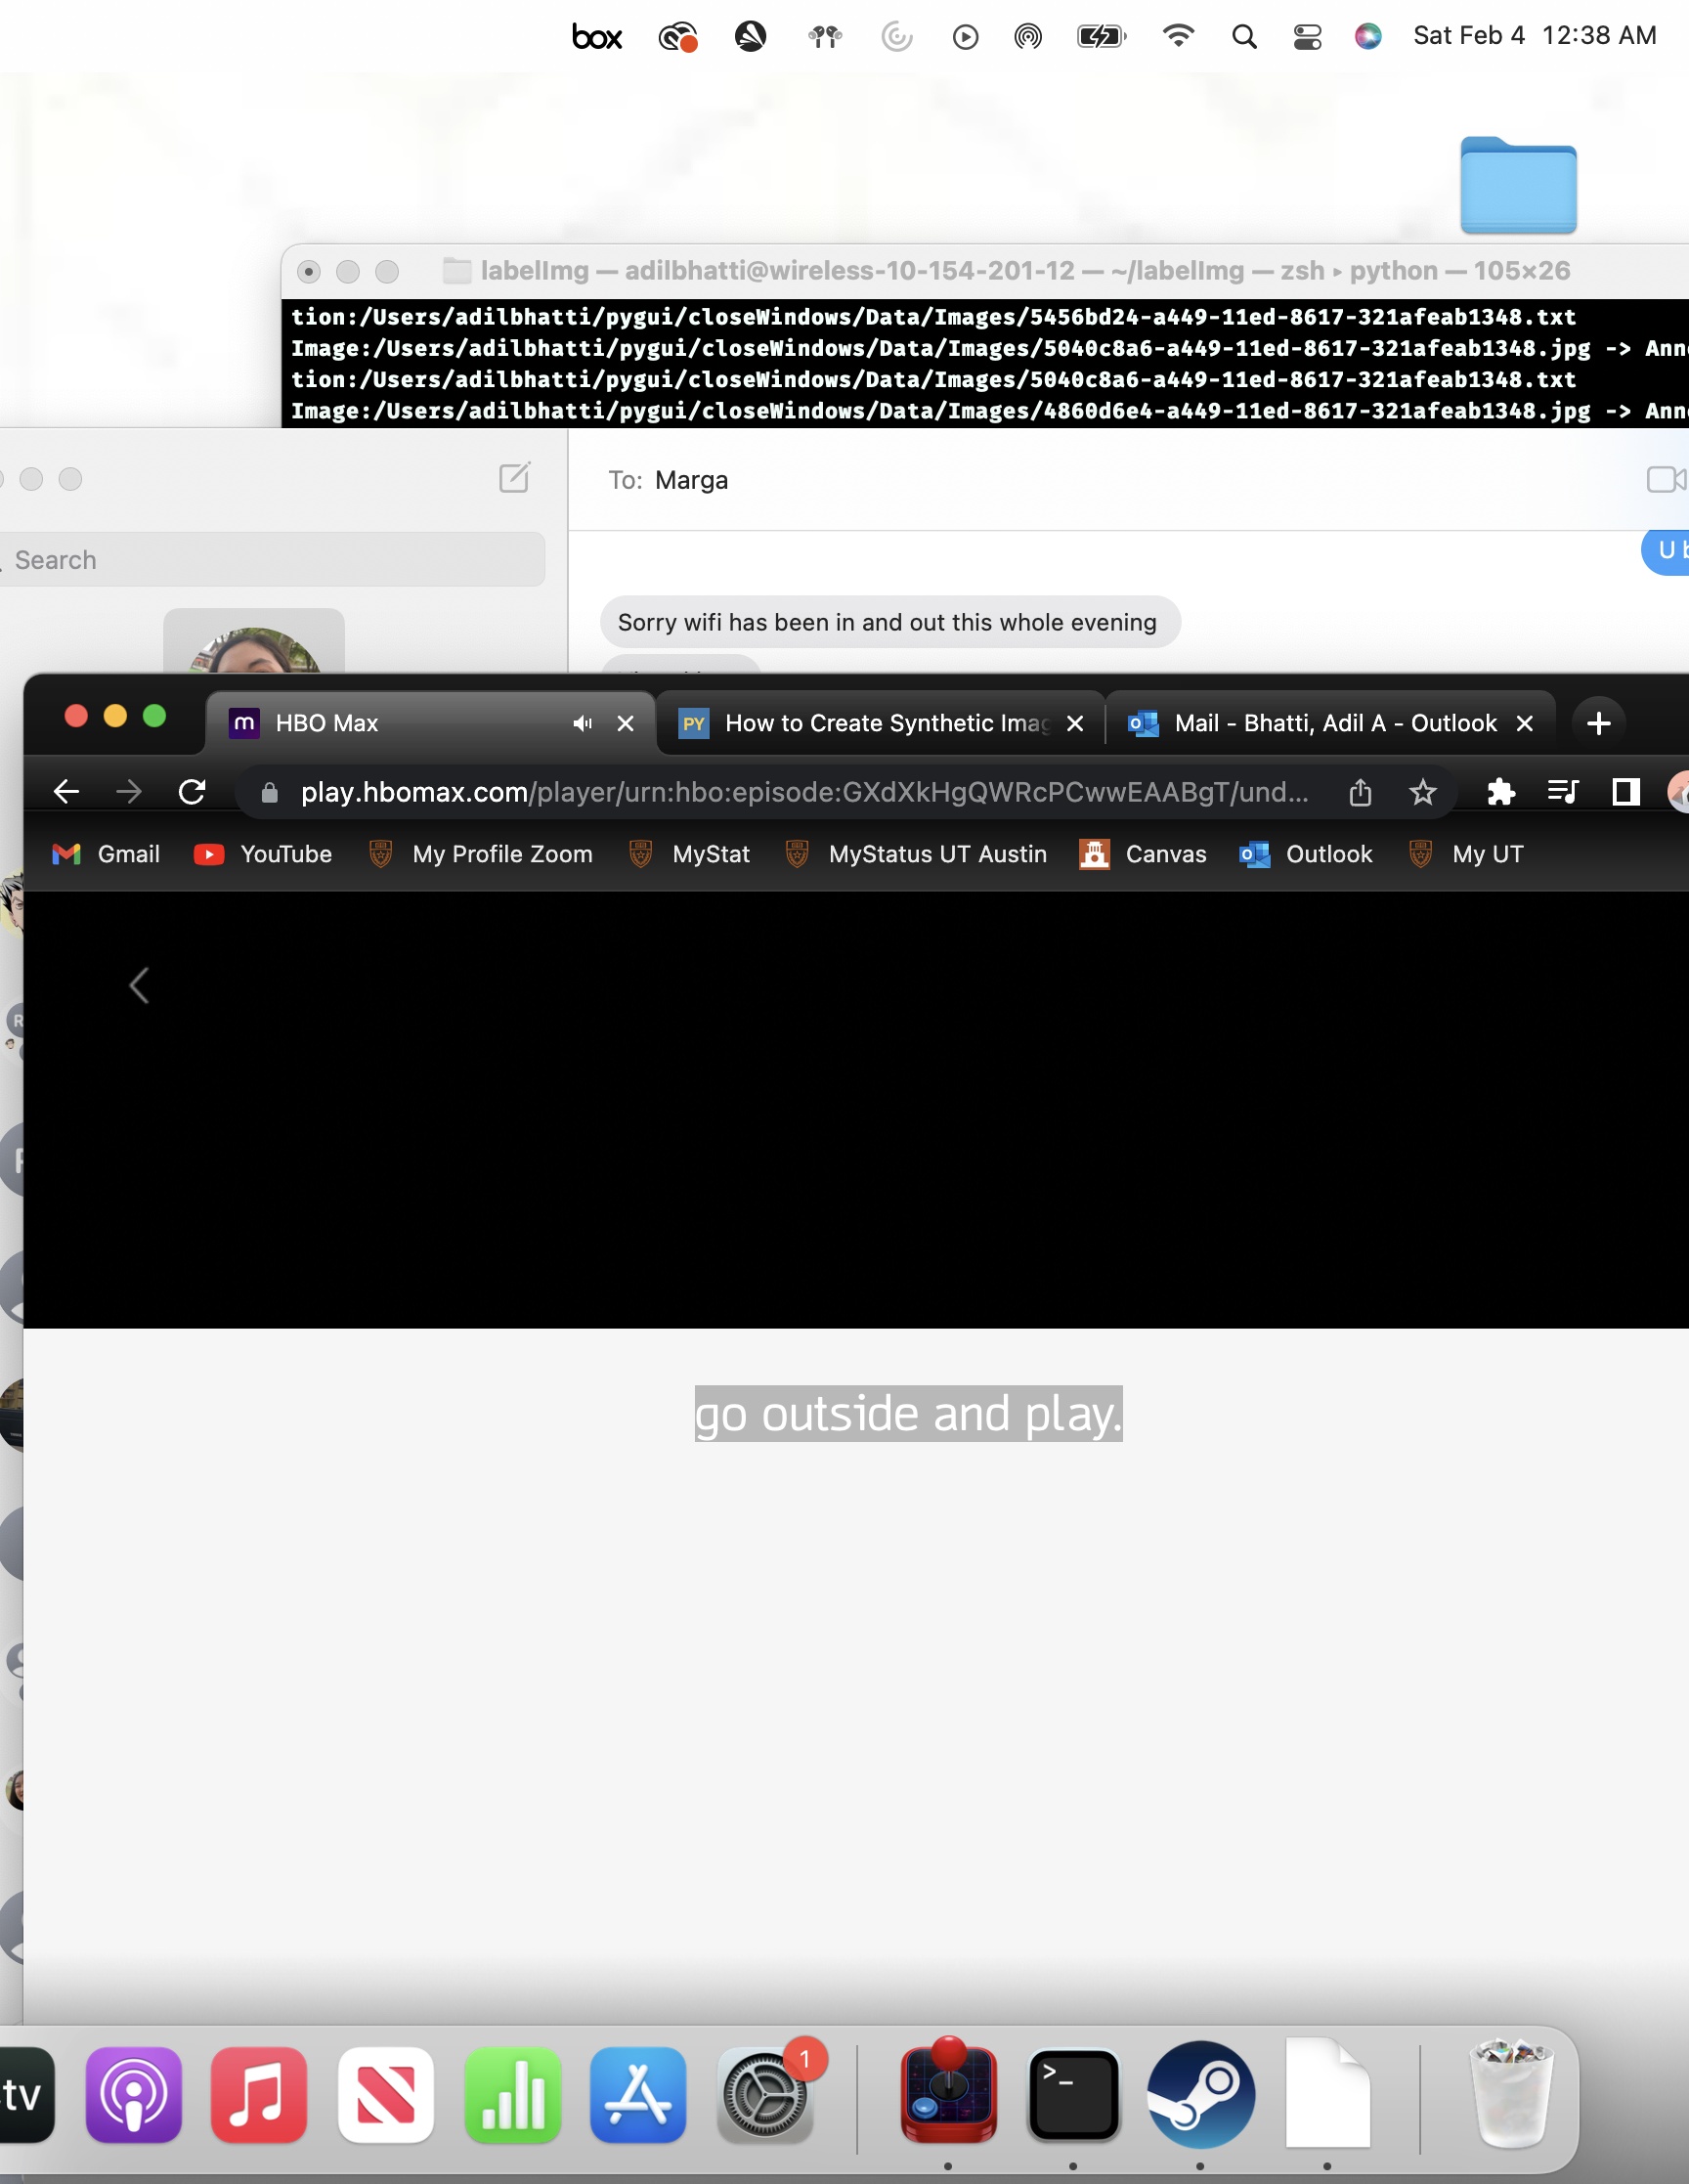 box Sat Feb 4 12:38 AM
labelImg — adilbhatti@wireless-10-154-201-12 — ~/labelImg — zsh ▸ python — 105×26
tion:/Users/adilbhatti/pygui/closeWindows/Data/Images/5456bd24-a449-11ed-8617-321afeab1348.txt
Image:/Users/adilbhatti/pygui/closeWindows/Data/Images/5040c8a6-a449-11ed-8617-321afeab1348.jpg -> Ann
tion:/Users/adilbhatti/pygui/closeWindows/Data/Images/5040c8a6-a449-11ed-8617-321afeab1348.txt
Image:/Users/adilbhatti/pygui/closeWindows/Data/Images/4860d6e4-a449-11ed-8617-321afeab1348.jpg -> Ann
To: Marga
Search
U
Sorry wifi has been in and out this whole evening
HBO Max
PY How to Create Synthetic Imag
Mail - Bhatti, Adil A - Outlook
play.hbomax.com/player/urn:hbo:episode:GXdXkHgQWRcPCwwEAABgT/und...
Gmail YouTube My Profile Zoom MyStat MyStatus UT Austin Canvas Outlook My UT
R
go outside and play.
tv
1
>_